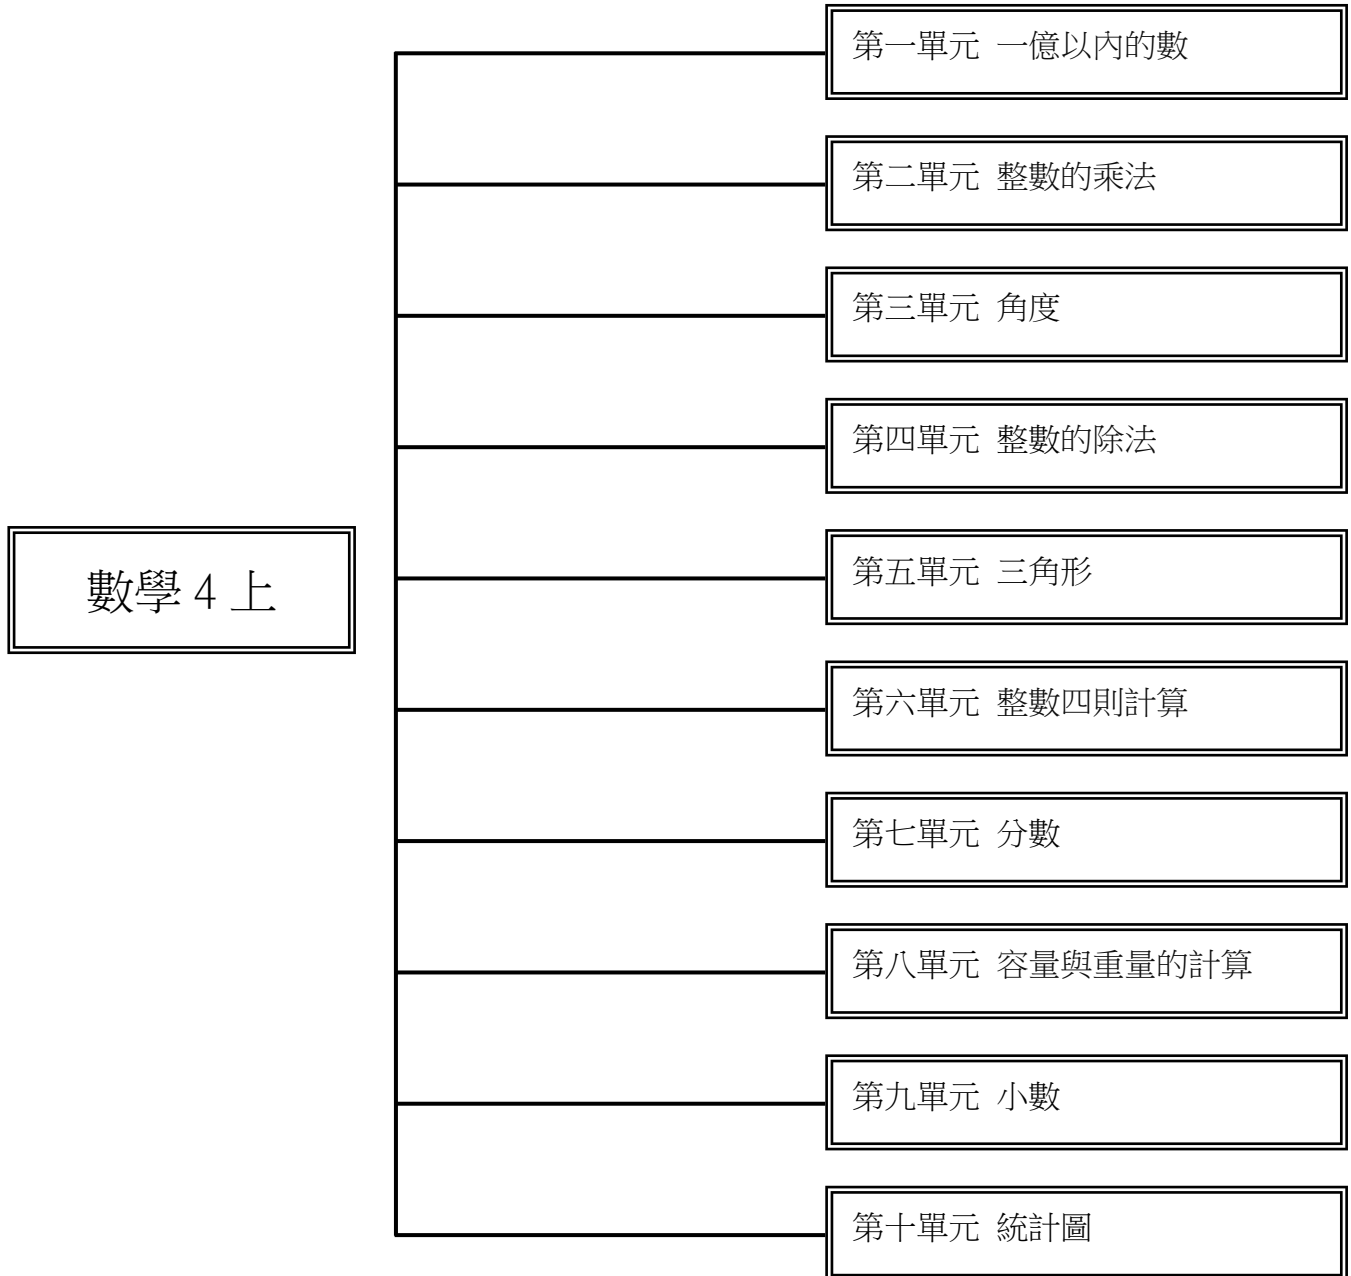 第一單元 一億以內的數
第二單元 整數的乘法
第三單元 角度
第四單元 整數的除法
第五單元 三角形
數學 4 上
第六單元 整數四則計算
第七單元 分數
第八單元 容量與重量的計算
第九單元 小數
第十單元 統計圖